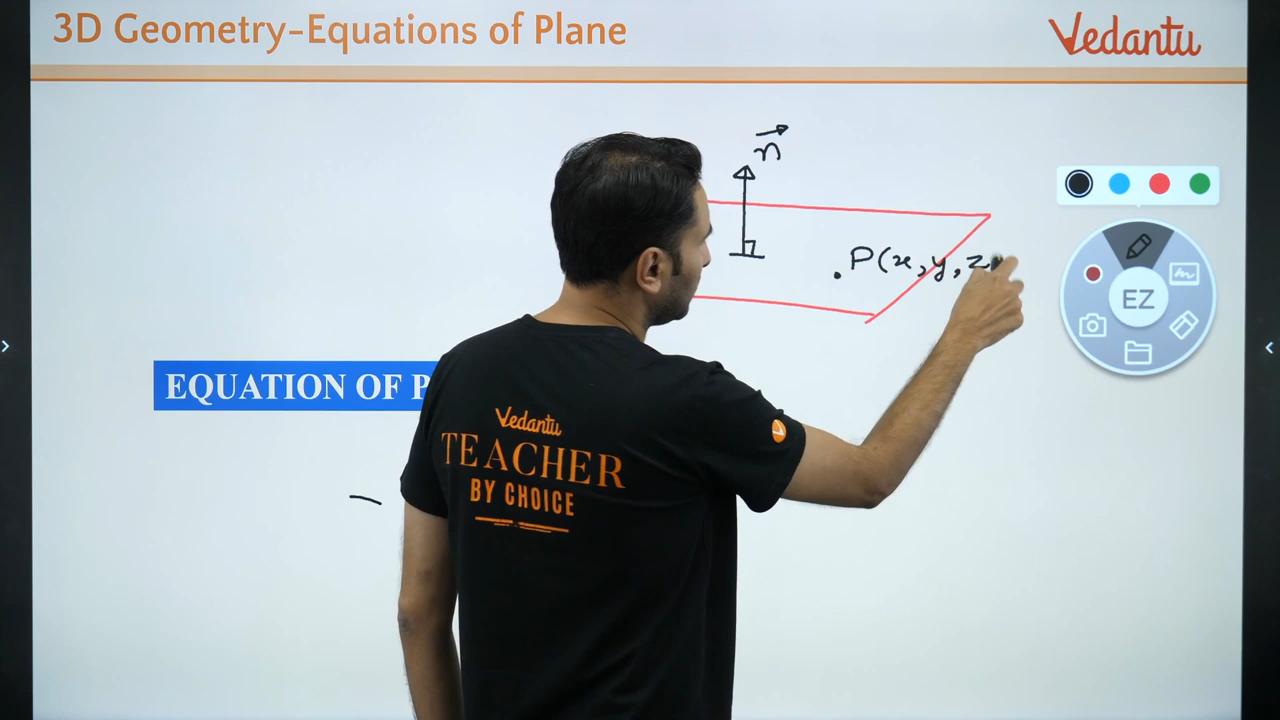 3D Geometry-Equations of Plane
Vedantu
n
P(x, y, z
EZ
EQUATION OF P
Vedantu
TEACHER
BY CHOICE